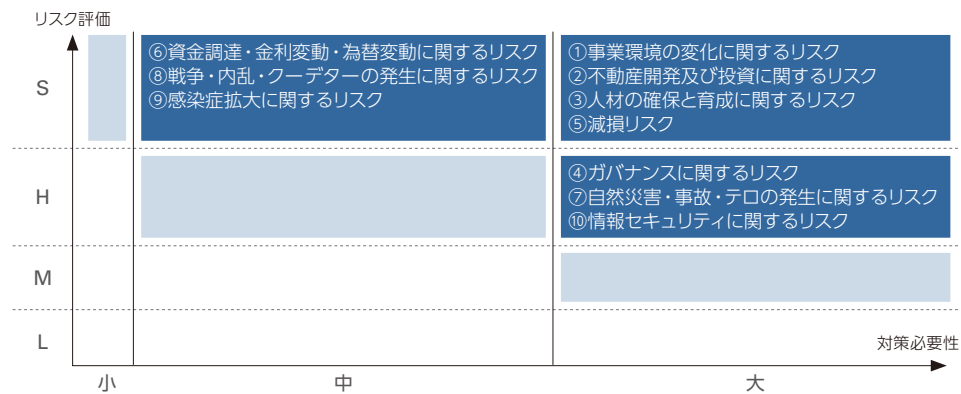 リスク評価
S
⑥資金調達・金利変動・為替変動に関するリスク
⑧戦争・内乱・クーデターの発生に関するリスク
⑨感染症拡大に関するリスク
①事業環境の変化に関するリスク
②不動産開発及び投資に関するリスク
③人材の確保と育成に関するリスク
⑤減損リスク
H
④ガバナンスに関するリスク
⑦自然災害・事故・テロの発生に関するリスク
⑩情報セキュリティに関するリスク
M
L
対策必要性
小
中
大